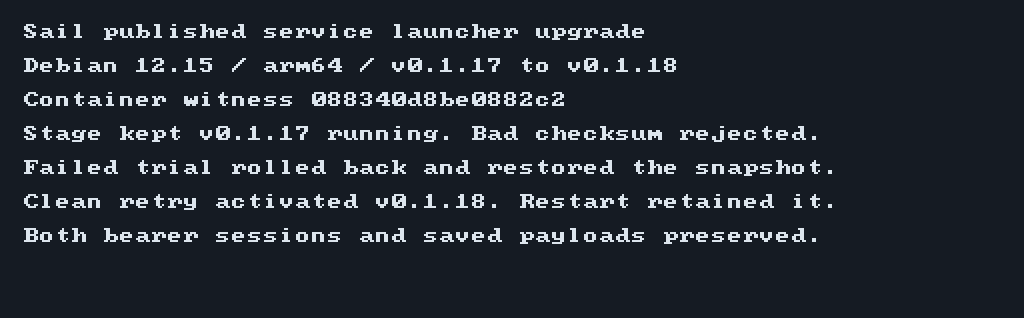 Sail published service launcher upgrade
Debian 12.15 / arm64 / v0.1.17 to v0.1.18
Container witness 088340d8be0882c2
Stage kept v0.1.17 running. Bad checksum rejected.
Failed trial rolled back and restored the snapshot.
Clean retry activated v0.1.18. Restart retained it.
Both bearer sessions and saved payloads preserved.